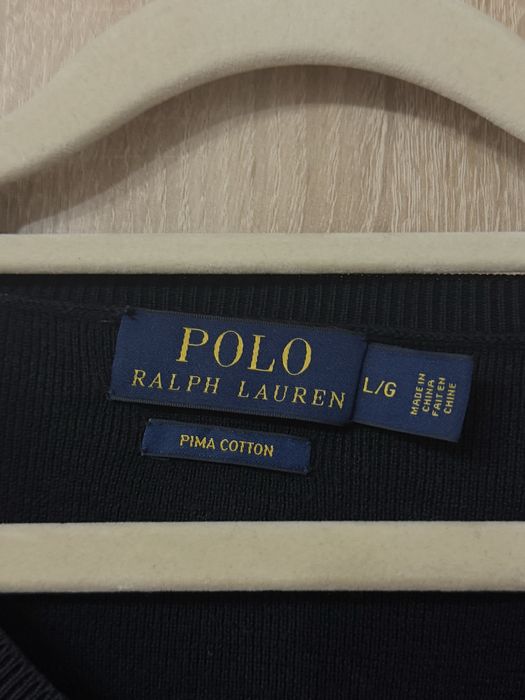 POLO
RALPH LAUREN
L/G
MADE IN
CHINA
FAIT EN
CHINE
PIMA COTTON